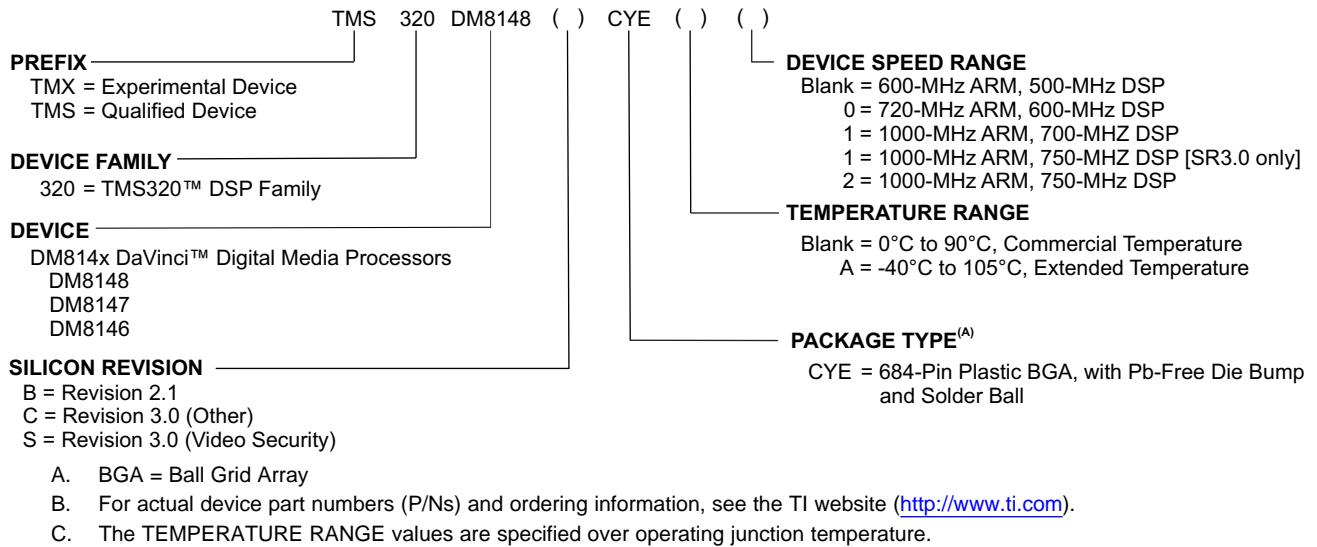 TMS 320 DM8148 ( ) CYE ( ) ( )
PREFIX
TMX = Experimental Device
TMS = Qualified Device
DEVICE FAMILY
320 = TMS320™ DSP Family
DEVICE
DM814x DaVinci™ Digital Media Processors
DM8148
DM8147
DM8146
SILICON REVISION
B = Revision 2.1
C = Revision 3.0 (Other)
S = Revision 3.0 (Video Security)
DEVICE SPEED RANGE
Blank = 600-MHz ARM, 500-MHz DSP
0 = 720-MHz ARM, 600-MHz DSP
1 = 1000-MHz ARM, 700-MHZ DSP
1 = 1000-MHz ARM, 750-MHZ DSP [SR3.0 only]
2 = 1000-MHz ARM, 750-MHz DSP
TEMPERATURE RANGE
Blank = 0°C to 90°C, Commercial Temperature
A = -40°C to 105°C, Extended Temperature
PACKAGE TYPE(A)
CYE = 684-Pin Plastic BGA, with Pb-Free Die Bump
and Solder Ball
A. BGA = Ball Grid Array
B. For actual device part numbers (P/Ns) and ordering information, see the TI website (http://www.ti.com).
C. The TEMPERATURE RANGE values are specified over operating junction temperature.